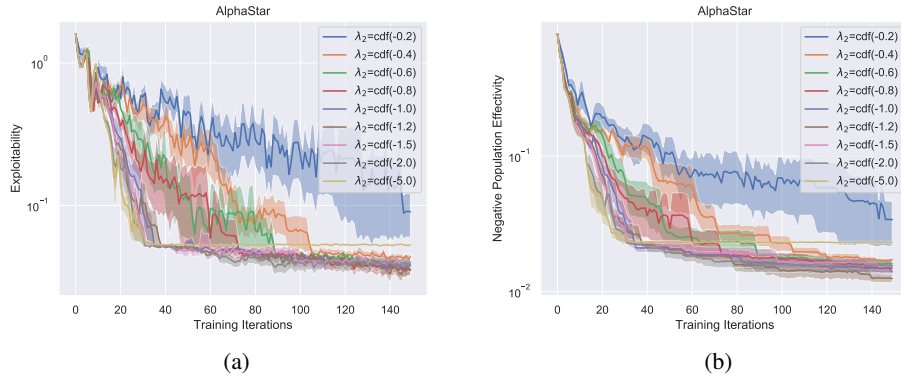 AlphaStar
Exploitability
10⁰
10⁻¹
0 20 40 60 80 100 120 140
Training Iterations
λ₂=cdf(-0.2)
λ₂=cdf(-0.4)
λ₂=cdf(-0.6)
λ₂=cdf(-0.8)
λ₂=cdf(-1.0)
λ₂=cdf(-1.2)
λ₂=cdf(-1.5)
λ₂=cdf(-2.0)
λ₂=cdf(-5.0)
(a)
AlphaStar
Negative Population Effectivity
10⁻¹
10⁻²
0 20 40 60 80 100 120 140
Training Iterations
λ₂=cdf(-0.2)
λ₂=cdf(-0.4)
λ₂=cdf(-0.6)
λ₂=cdf(-0.8)
λ₂=cdf(-1.0)
λ₂=cdf(-1.2)
λ₂=cdf(-1.5)
λ₂=cdf(-2.0)
λ₂=cdf(-5.0)
(b)